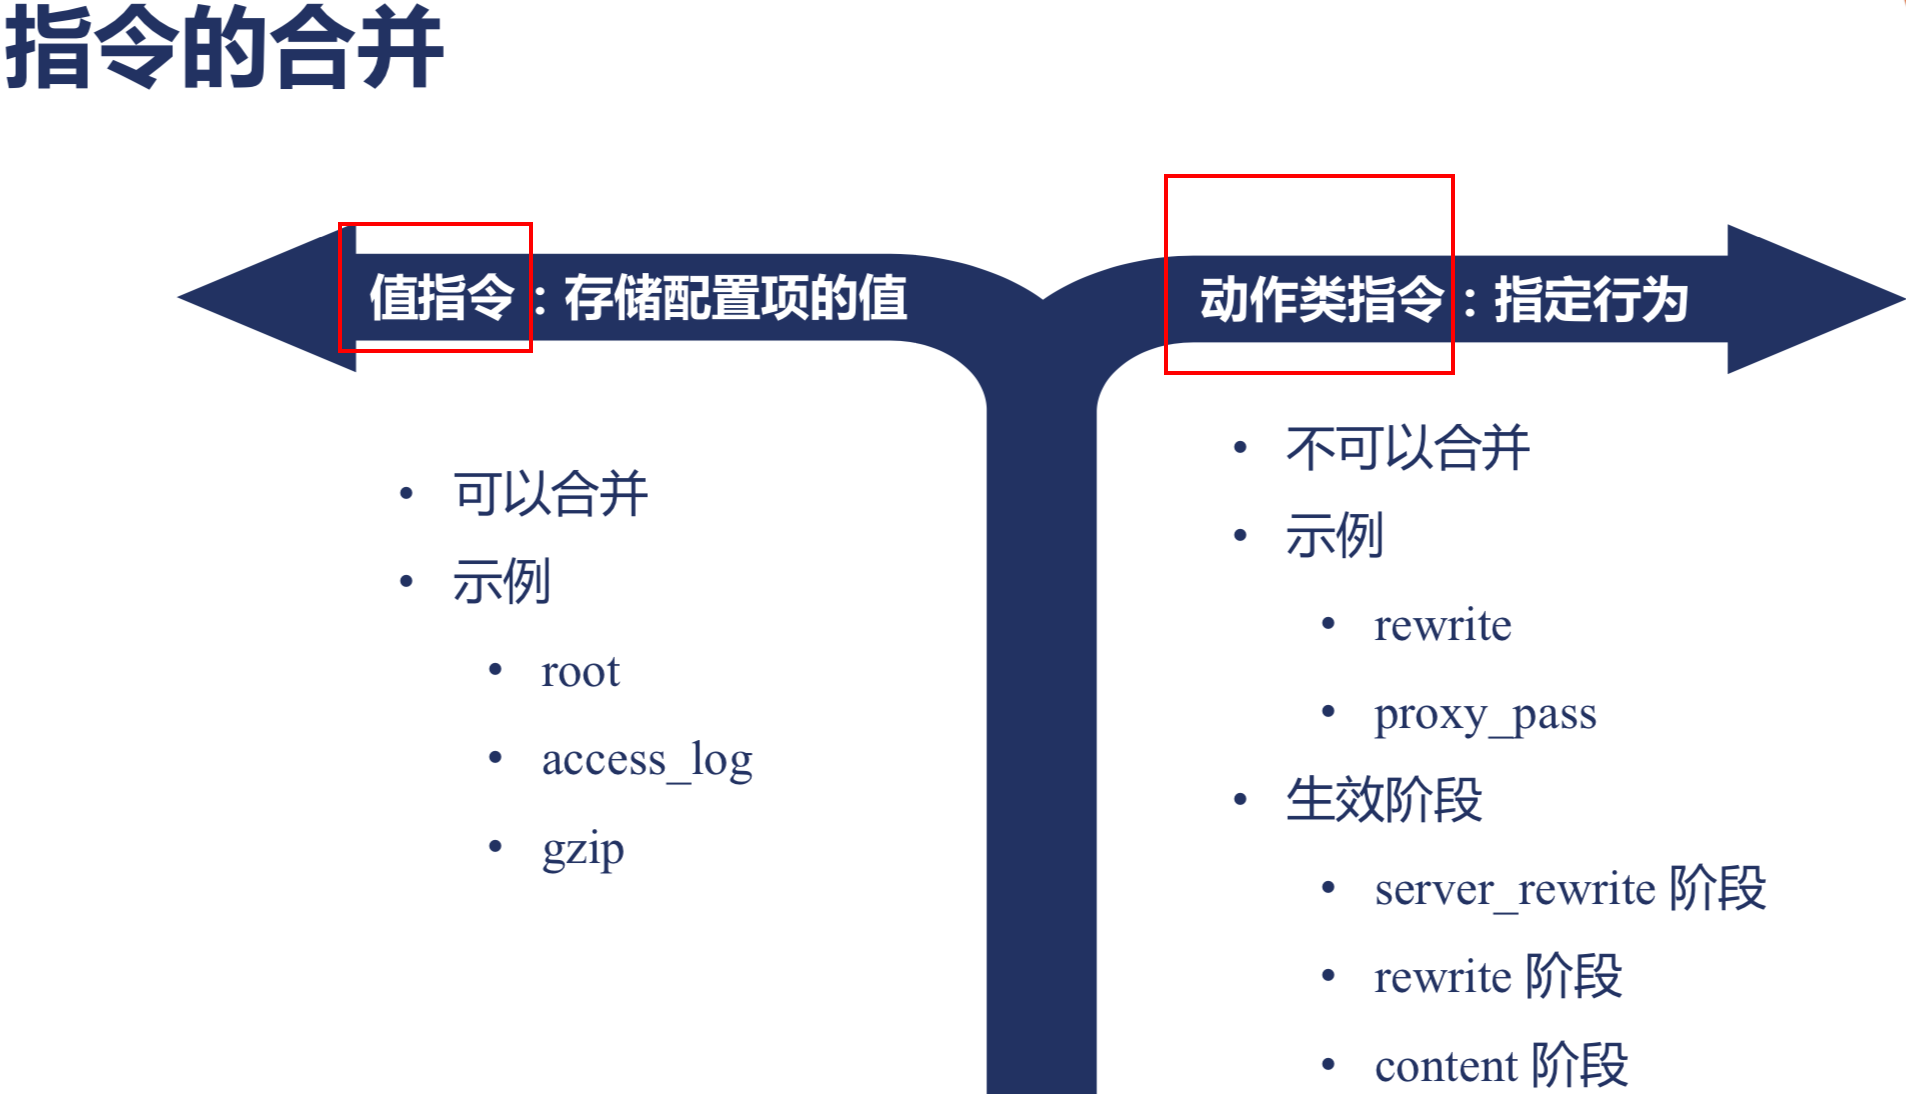 指令的合并
值指令：存储配置项的值
可以合并
示例
root
access_log
gzip
动作类指令：指定行为
不可以合并
示例
rewrite
proxy_pass
生效阶段
server_rewrite 阶段
rewrite 阶段
content 阶段